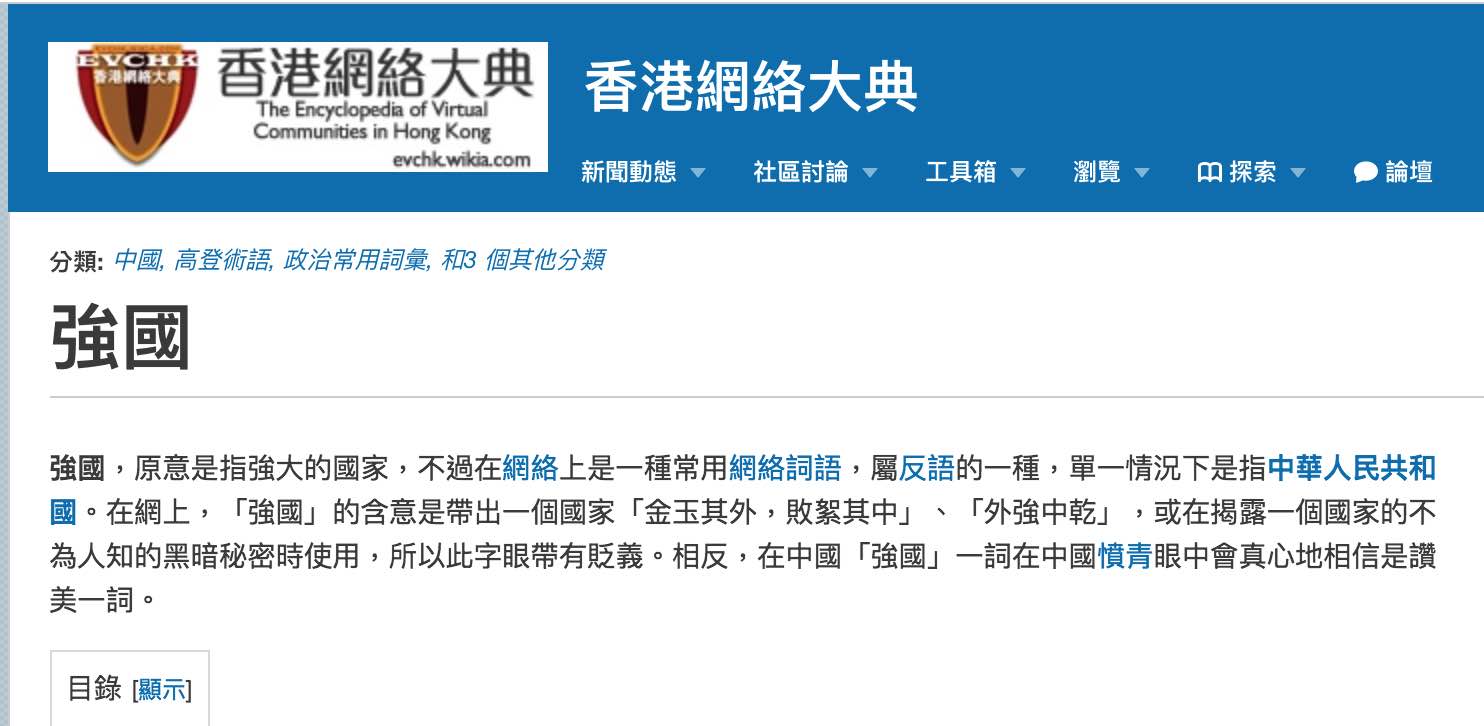 EVCHK.WIKIA.COM
EVCHK
香港網絡大典
香港網絡大典
The Encyclopedia of Virtual
Communities in Hong Kong
evchk.wikia.com
香港網絡大典
新聞動態 社區討論 工具箱 瀏覽 探索 論壇
分類: 中國, 高登術語, 政治常用詞彙, 和3 個其他分類
強國
強國，原意是指強大的國家，不過在網絡上是一種常用網絡詞語，屬反語的一種，單一情況下是指中華人民共和
國。在網上，「強國」的含意是帶出一個國家「金玉其外，敗絮其中」、「外強中乾」，或在揭露一個國家的不
為人知的黑暗秘密時使用，所以此字眼帶有貶義。相反，在中國「強國」一詞在中國憤青眼中會真心地相信是讚
美一詞。
目錄 [顯示]